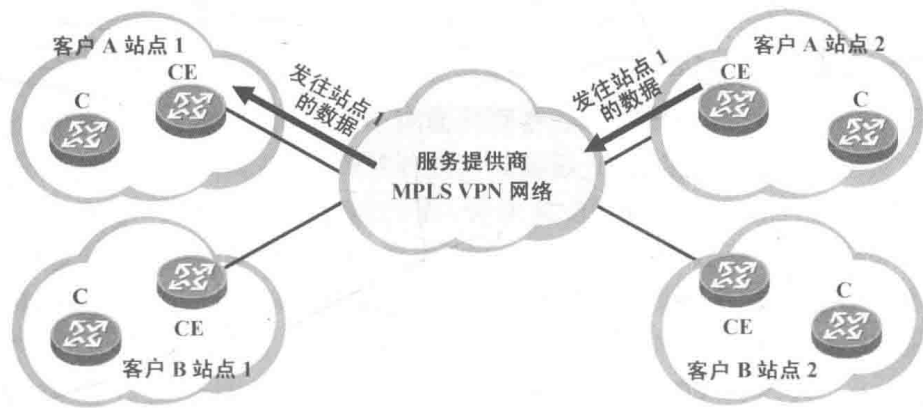 客户 A 站点 1
CE
C
发往站点 1
的数据
服务提供商
MPLS VPN 网络
发往站点 1
的数据
客户 A 站点 2
CE
C
C
CE
客户 B 站点 1
C
CE
客户 B 站点 2